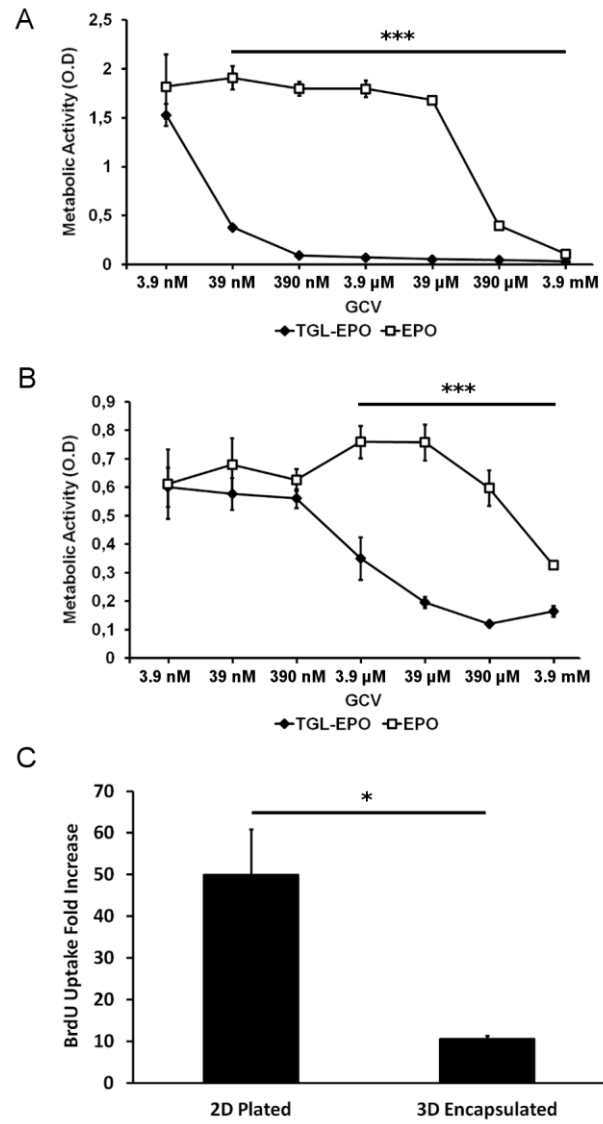 A
Metabolic Activity (O.D)
2,5
2
1,5
1
0,5
0
***
3.9 nM 39 nM 390 nM 3.9 µM 39 µM 390 µM 3.9 mM
GCV
TGL-EPO EPO
B
Metabolic Activity (O.D)
0,9
0,8
0,7
0,6
0,5
0,4
0,3
0,2
0,1
0
***
3.9 nM 39 nM 390 nM 3.9 µM 39 µM 390 µM 3.9 mM
GCV
TGL-EPO EPO
C
BrdU Uptake Fold Increase
70
60
50
40
30
20
10
0
*
2D Plated 3D Encapsulated